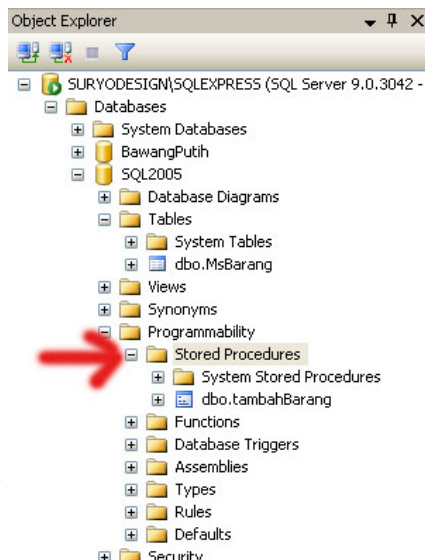 Object Explorer
SURYODESIGN\SQLEXPRESS (SQL Server 9.0.3042 -
Databases
System Databases
BawangPutih
SQL2005
Database Diagrams
Tables
System Tables
dbo.MsBarang
Views
Synonyms
Programmability
Stored Procedures
System Stored Procedures
dbo.tambahBarang
Functions
Database Triggers
Assemblies
Types
Rules
Defaults
Security